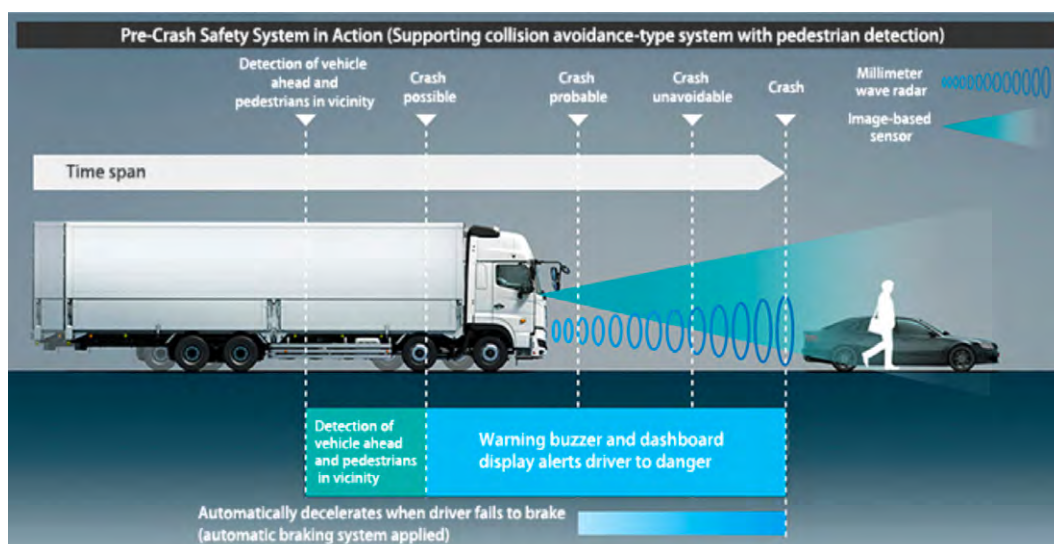 Pre-Crash Safety System in Action (Supporting collision avoidance-type system with pedestrian detection)
Detection of vehicle
ahead and
pedestrians in vicinity
Crash
possible
Crash
probable
Crash
unavoidable
Crash
Millimeter
wave radar
Image-based
sensor
Time span
Detection of
vehicle ahead
and pedestrians
in vicinity
Warning buzzer and dashboard
display alerts driver to danger
Automatically decelerates when driver fails to brake
(automatic braking system applied)